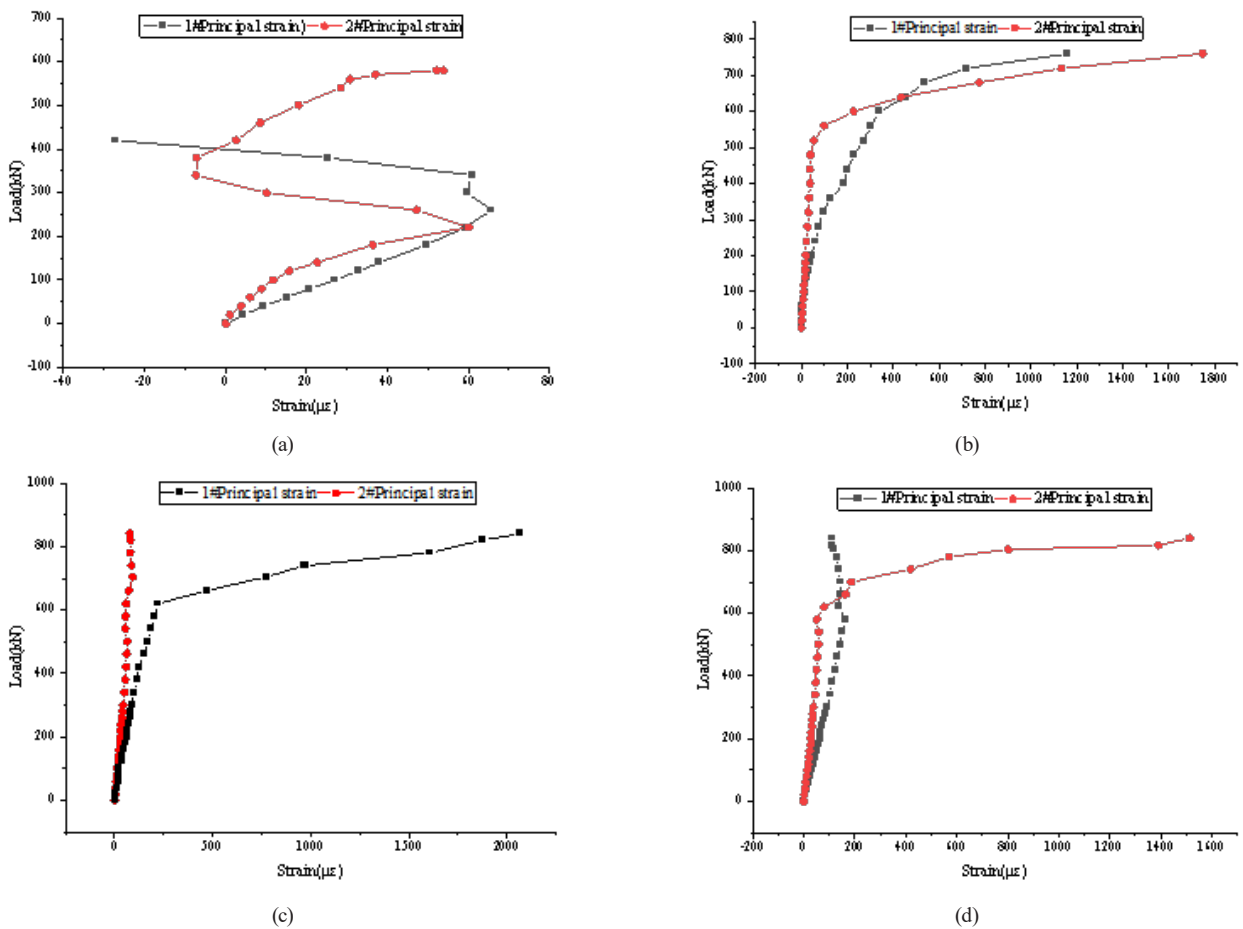 1#Principal strain) 2#Principal strain
700
600
500
400
300
200
100
0
-100
Load(kN)
-40 -20 0 20 40 60 80
Strain(με)
(a)
1#Principal strain 2#Principal strain
800
700
600
500
400
300
200
100
0
-100
Load(kN)
-200 0 200 400 600 800 1000 1200 1400 1600 1800
Strain(με)
(b)
1#Principal strain 2#Principal strain
1000
800
600
400
200
0
Load(kN)
0 500 1000 1500 2000
Strain(με)
(c)
1#Principal strain 2#Principal strain
1000
800
600
400
200
0
Load(kN)
-200 0 200 400 600 800 1000 1200 1400 1600
Strain(με)
(d)